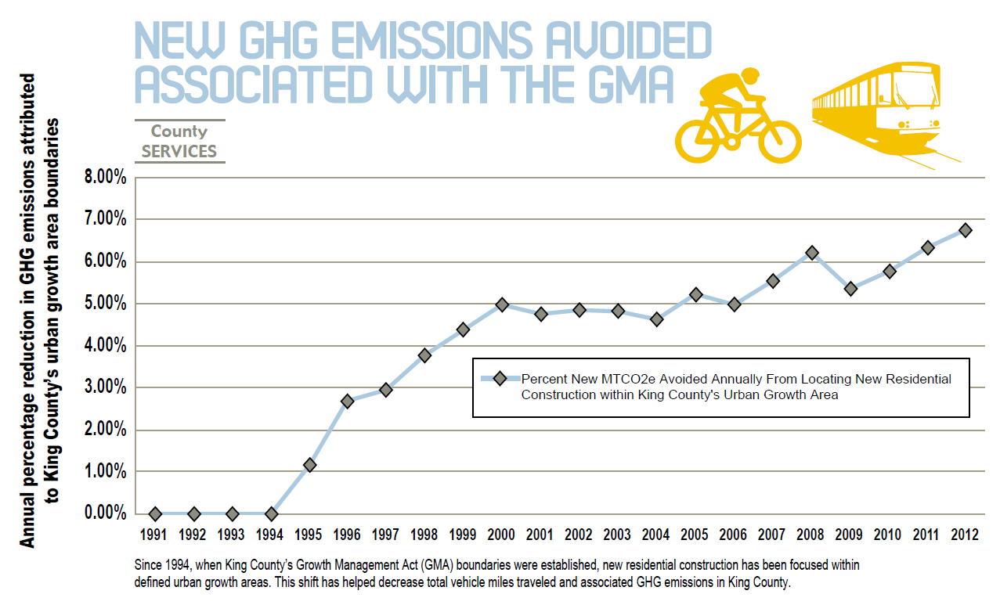 NEW GHG EMISSIONS AVOIDED
ASSOCIATED WITH THE GMA
County
SERVICES
Annual percentage reduction in GHG emissions attributed
to King County's urban growth area boundaries
8.00%
7.00%
6.00%
5.00%
4.00%
3.00%
2.00%
1.00%
0.00%
Percent New MTCO2e Avoided Annually From Locating New Residential
Construction within King County's Urban Growth Area
1991 1992 1993 1994 1995 1996 1997 1998 1999 2000 2001 2002 2003 2004 2005 2006 2007 2008 2009 2010 2011 2012
Since 1994, when King County's Growth Management Act (GMA) boundaries were established, new residential construction has been focused within
defined urban growth areas. This shift has helped decrease total vehicle miles traveled and associated GHG emissions in King County.